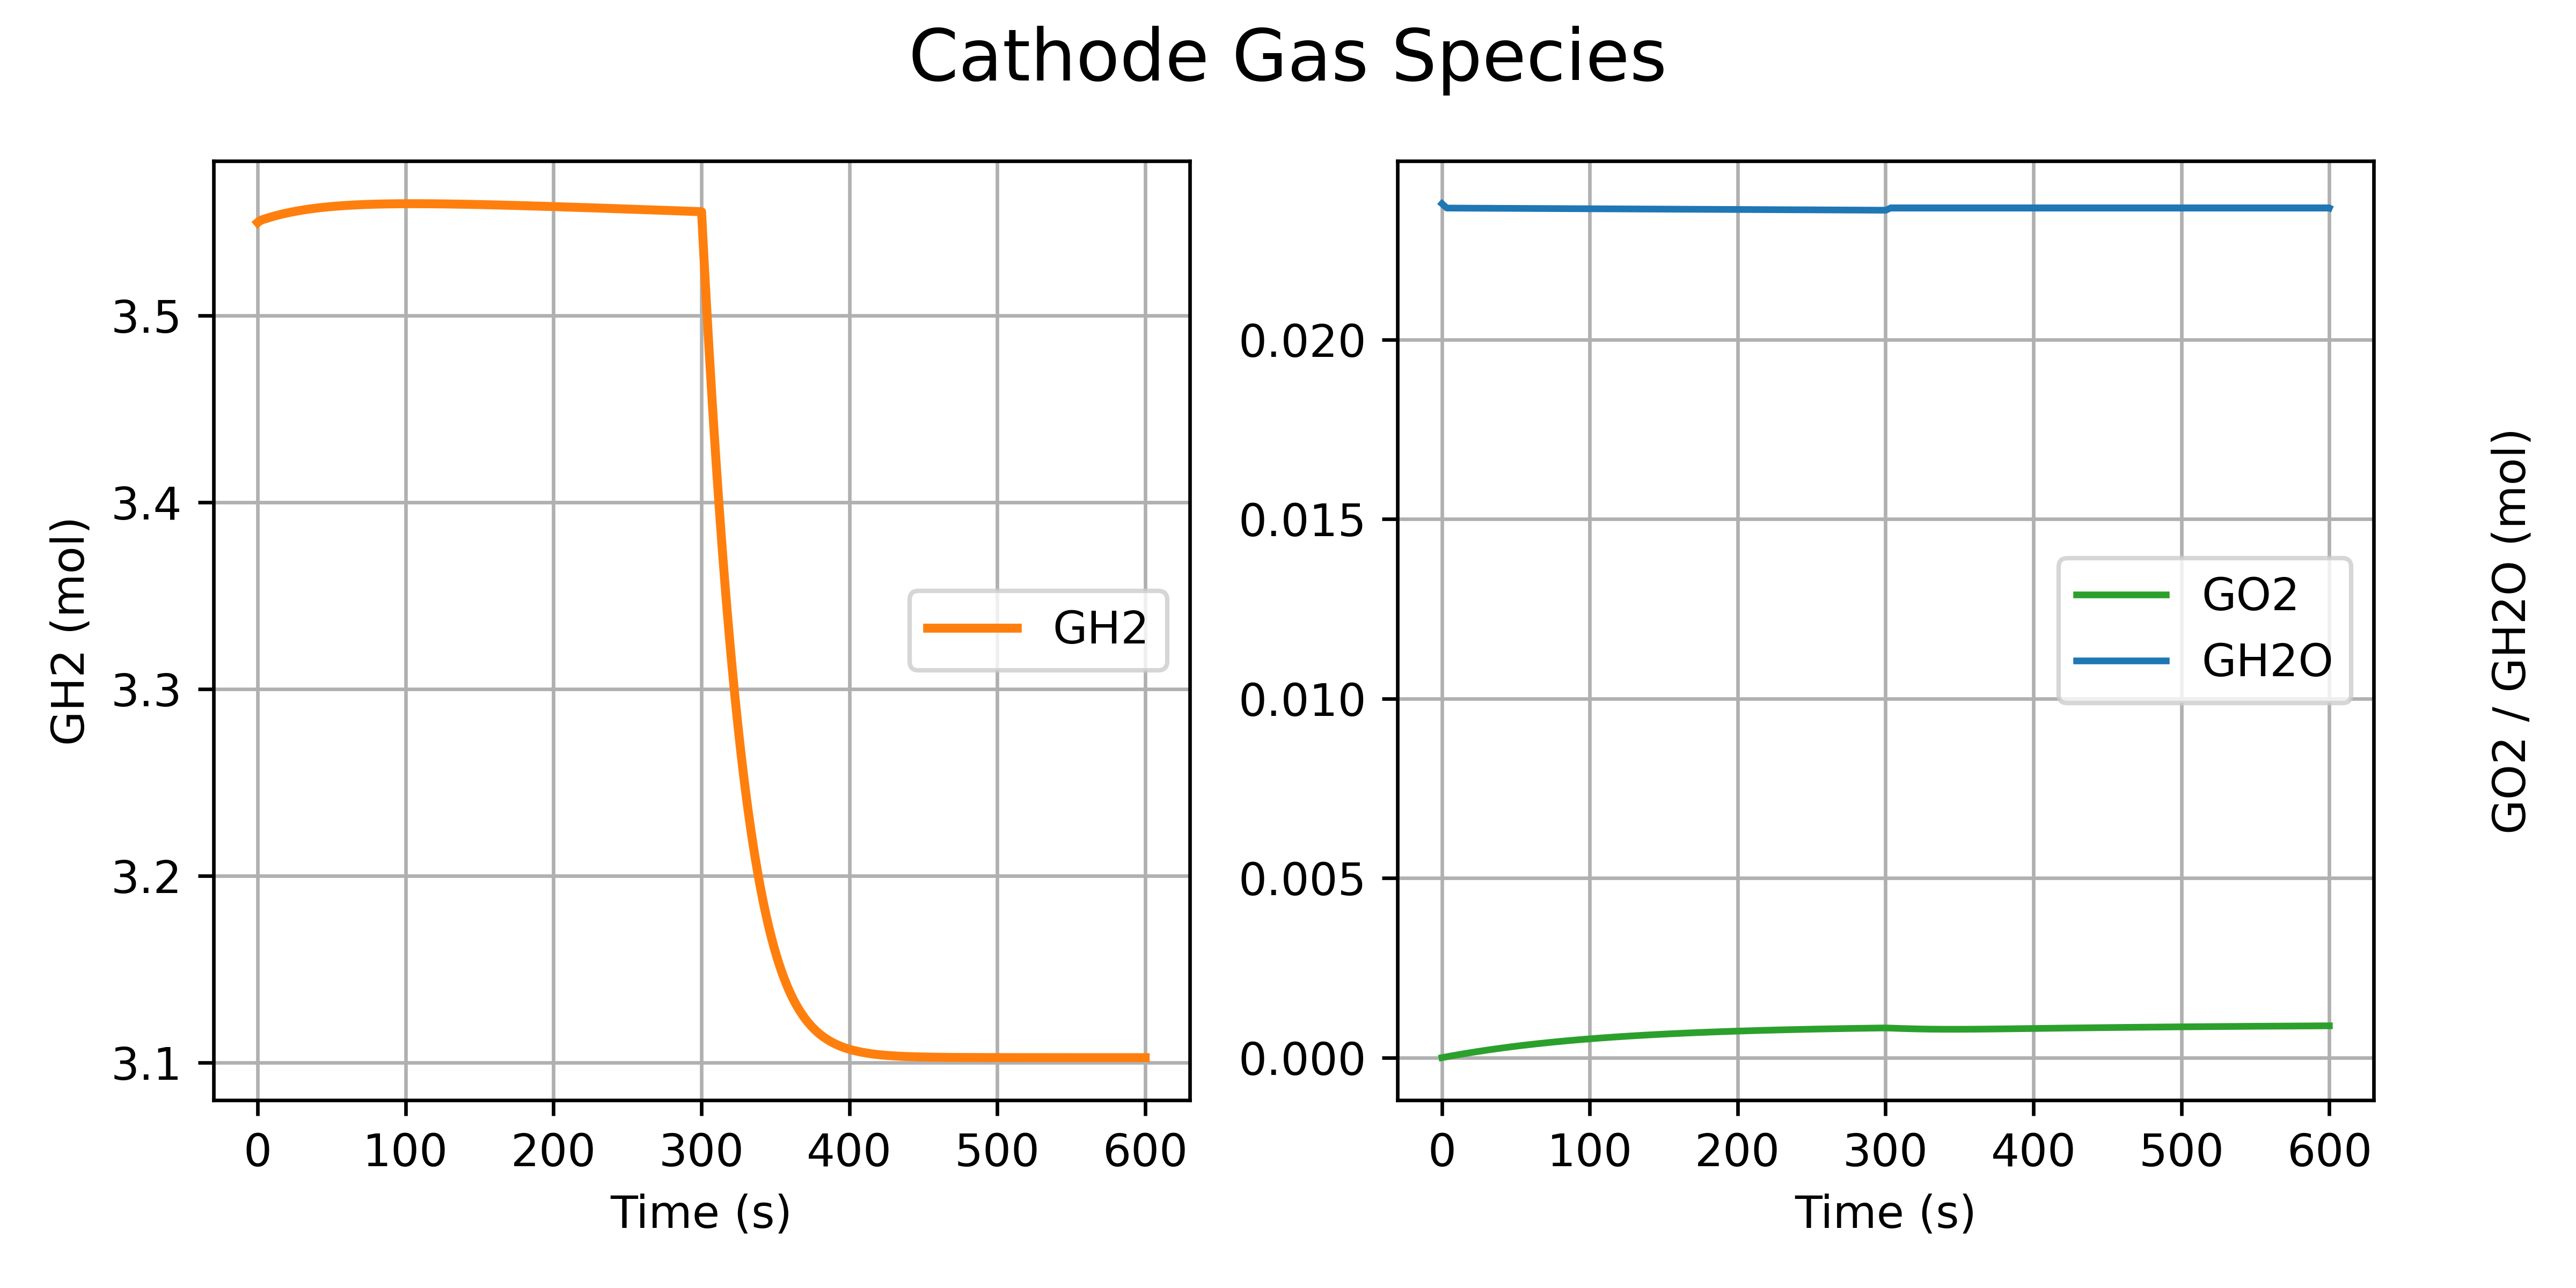 Cathode Gas Species
GH2 (mol)
3.5
3.4
3.3
3.2
3.1
0 100 200 300 400 500 600
Time (s)
GH2
0.020
0.015
0.010
0.005
0.000
0 100 200 300 400 500 600
Time (s)
GO2
GH2O
GO2 / GH2O (mol)